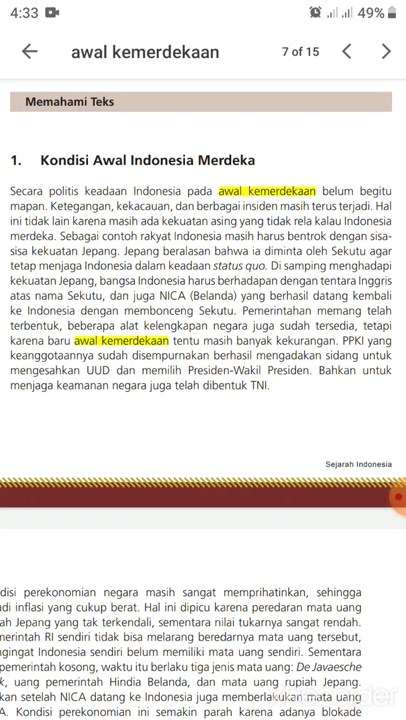 4:33
49%
awal kemerdekaan
7 of 15
Memahami Teks
1. Kondisi Awal Indonesia Merdeka
Secara politis keadaan Indonesia pada awal kemerdekaan belum begitu
mapan. Ketegangan, kekacauan, dan berbagai insiden masih terus terjadi. Hal
ini tidak lain karena masih ada kekuatan asing yang tidak rela kalau Indonesia
merdeka. Sebagai contoh rakyat Indonesia masih harus bentrok dengan sisa-
sisa kekuatan Jepang. Jepang beralasan bahwa ia diminta oleh Sekutu agar
tetap menjaga Indonesia dalam keadaan status quo. Di samping menghadapi
kekuatan Jepang, bangsa Indonesia harus berhadapan dengan tentara Inggris
atas nama Sekutu, dan juga NICA (Belanda) yang berhasil datang kembali
ke Indonesia dengan membonceng Sekutu. Pemerintahan memang telah
terbentuk, beberapa alat kelengkapan negara juga sudah tersedia, tetapi
karena baru awal kemerdekaan tentu masih banyak kekurangan. PPKI yang
keanggotaannya sudah disempurnakan berhasil mengadakan sidang untuk
mengesahkan UUD dan memilih Presiden-Wakil Presiden. Bahkan untuk
menjaga keamanan negara juga telah dibentuk TNI.
Sejarah Indonesia
disi perekonomian negara masih sangat memprihatinkan, sehingga
adi inflasi yang cukup berat. Hal ini dipicu karena peredaran mata uang
ah Jepang yang tak terkendali, sementara nilai tukarnya sangat rendah.
merintah RI sendiri tidak bisa melarang beredarnya mata uang tersebut,
ngingat Indonesia sendiri belum memiliki mata uang sendiri. Sementara
pemerintah kosong, waktu itu berlaku tiga jenis mata uang: De Javaesche
k, uang pemerintah Hindia Belanda, dan mata uang rupiah Jepang.
kan setelah NICA datang ke Indonesia juga memberlakukan mata uang
A. Kondisi perekonomian ini semakin parah karena adanya blokade